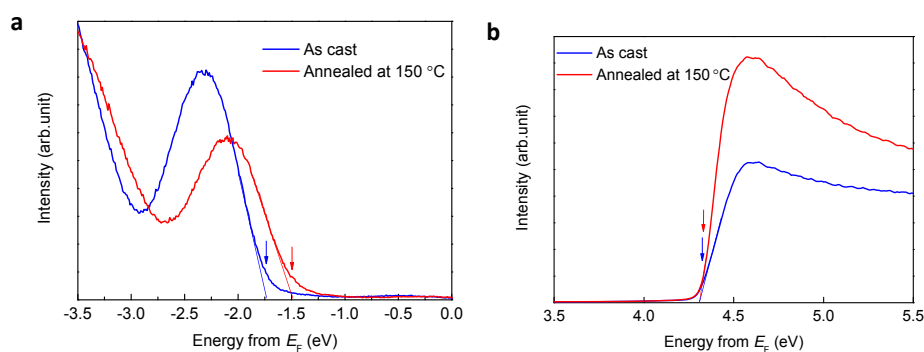 a
As cast
Annealed at 150 °C
Intensity (arb.unit)
-3.5 -3.0 -2.5 -2.0 -1.5 -1.0 -0.5 0.0
Energy from E_F (eV)
b
As cast
Annealed at 150 °C
Intensity (arb.unit)
3.5 4.0 4.5 5.0 5.5
Energy from E_F (eV)